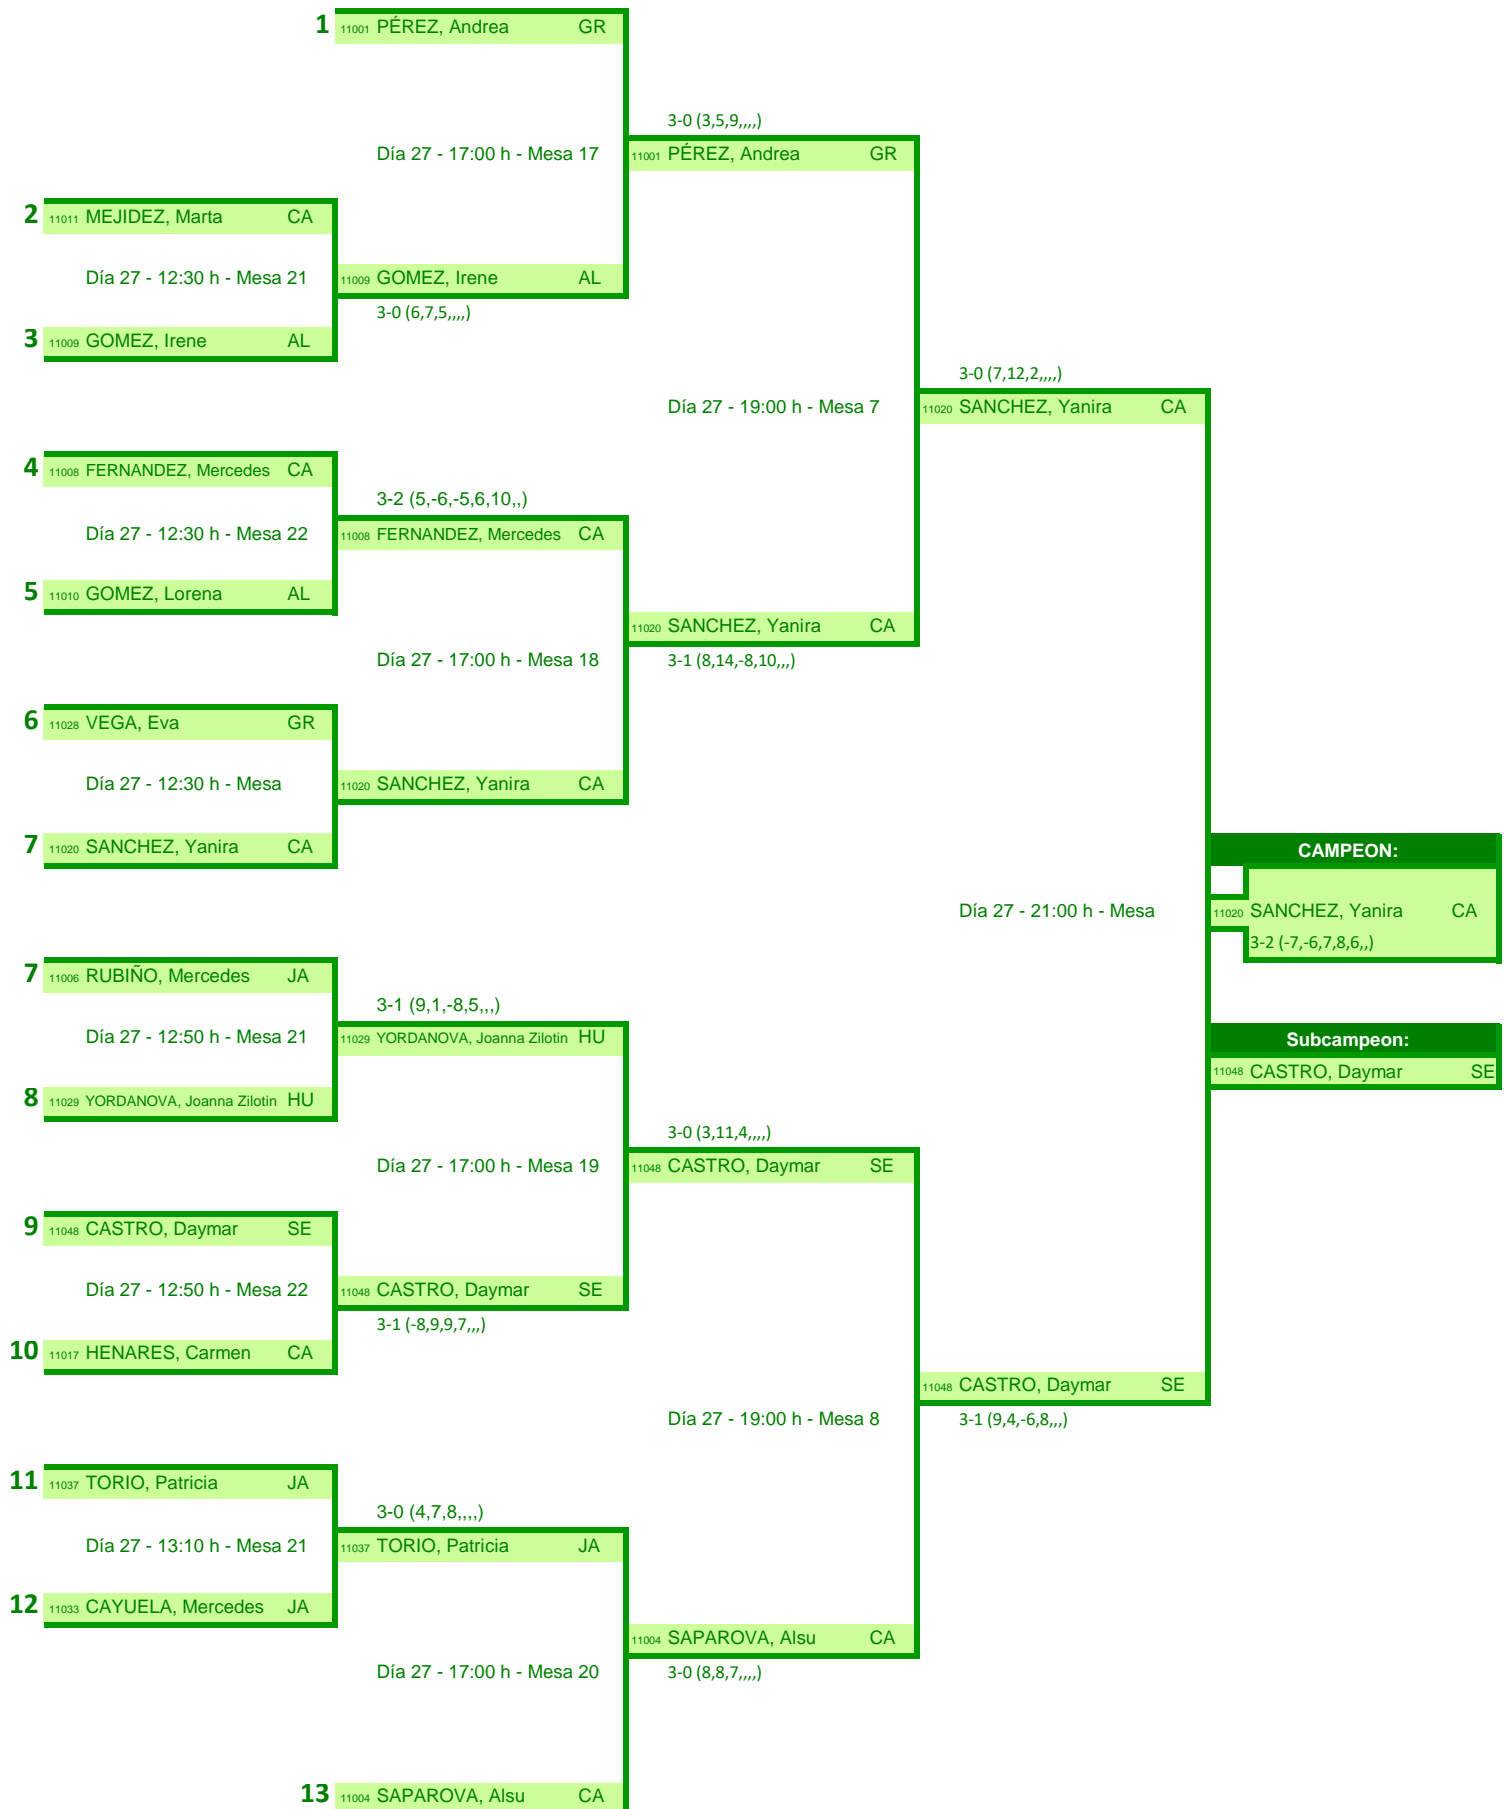 1 11001 PÉREZ, Andrea GR
3-0 (3,5,9,,,,)
Día 27 - 17:00 h - Mesa 17 11001 PÉREZ, Andrea GR
2 11011 MEJIDEZ, Marta CA
Día 27 - 12:30 h - Mesa 21 11009 GOMEZ, Irene AL
3-0 (6,7,5,,,,)
3 11009 GOMEZ, Irene AL
3-0 (7,12,2,,,,)
Día 27 - 19:00 h - Mesa 7 11020 SANCHEZ, Yanira CA
4 11008 FERNANDEZ, Mercedes CA
3-2 (5,-6,-5,6,10,,)
Día 27 - 12:30 h - Mesa 22 11008 FERNANDEZ, Mercedes CA
5 11010 GOMEZ, Lorena AL
11020 SANCHEZ, Yanira CA
Día 27 - 17:00 h - Mesa 18 3-1 (8,14,-8,10,,,)
6 11028 VEGA, Eva GR
Día 27 - 12:30 h - Mesa 11020 SANCHEZ, Yanira CA
7 11020 SANCHEZ, Yanira CA
CAMPEON:
Día 27 - 21:00 h - Mesa 11020 SANCHEZ, Yanira CA
3-2 (-7,-6,7,8,6,,)
7 11006 RUBIÑO, Mercedes JA
3-1 (9,1,-8,5,,,)
Día 27 - 12:50 h - Mesa 21 11029 YORDANOVA, Joanna Zilotin HU
Subcampeon:
11048 CASTRO, Daymar SE
8 11029 YORDANOVA, Joanna Zilotin HU
3-0 (3,11,4,,,,)
Día 27 - 17:00 h - Mesa 19 11048 CASTRO, Daymar SE
9 11048 CASTRO, Daymar SE
Día 27 - 12:50 h - Mesa 22 11048 CASTRO, Daymar SE
3-1 (-8,9,9,7,,,)
10 11017 HENARES, Carmen CA
11048 CASTRO, Daymar SE
Día 27 - 19:00 h - Mesa 8 3-1 (9,4,-6,8,,,)
11 11037 TORIO, Patricia JA
3-0 (4,7,8,,,,)
Día 27 - 13:10 h - Mesa 21 11037 TORIO, Patricia JA
12 11033 CAYUELA, Mercedes JA
11004 SAPAROVA, Alsu CA
Día 27 - 17:00 h - Mesa 20 3-0 (8,8,7,,,,)
13 11004 SAPAROVA, Alsu CA